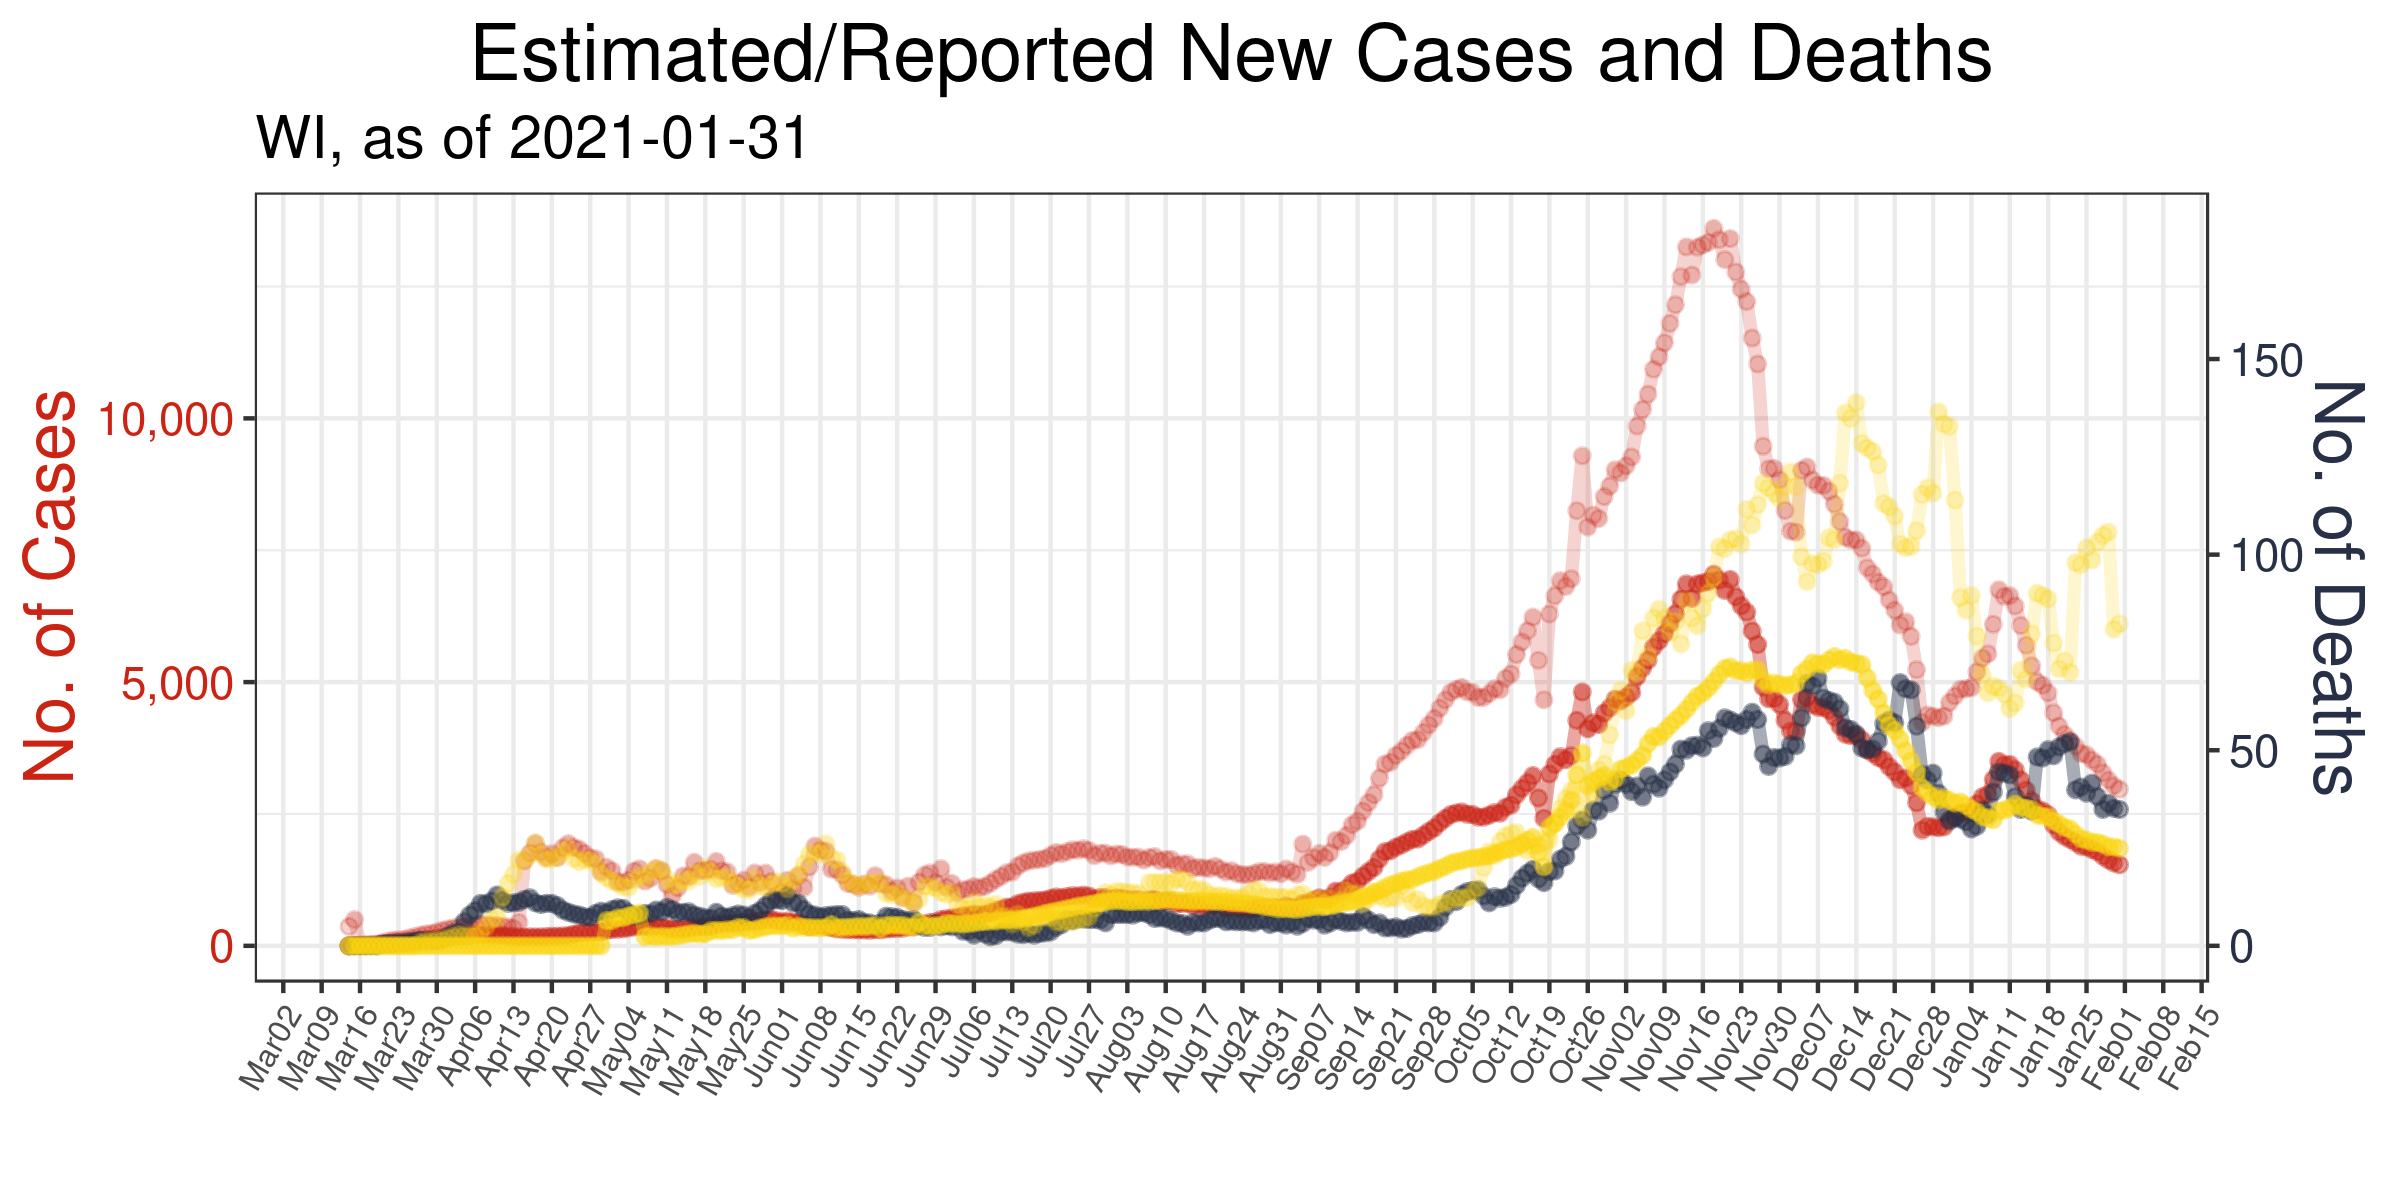 Estimated/Reported New Cases and Deaths
WI, as of 2021-01-31
No. of Cases
10,000
5,000
0
150
100
50
0
No. of Deaths
Mar02
Mar09
Mar16
Mar23
Mar30
Apr06
Apr13
Apr20
Apr27
May04
May11
May18
May25
Jun01
Jun08
Jun15
Jun22
Jun29
Jul06
Jul13
Jul20
Jul27
Aug03
Aug10
Aug17
Aug24
Aug31
Sep07
Sep14
Sep21
Sep28
Oct05
Oct12
Oct19
Oct26
Nov02
Nov09
Nov16
Nov23
Nov30
Dec07
Dec14
Dec21
Dec28
Jan04
Jan11
Jan18
Jan25
Feb01
Feb08
Feb15